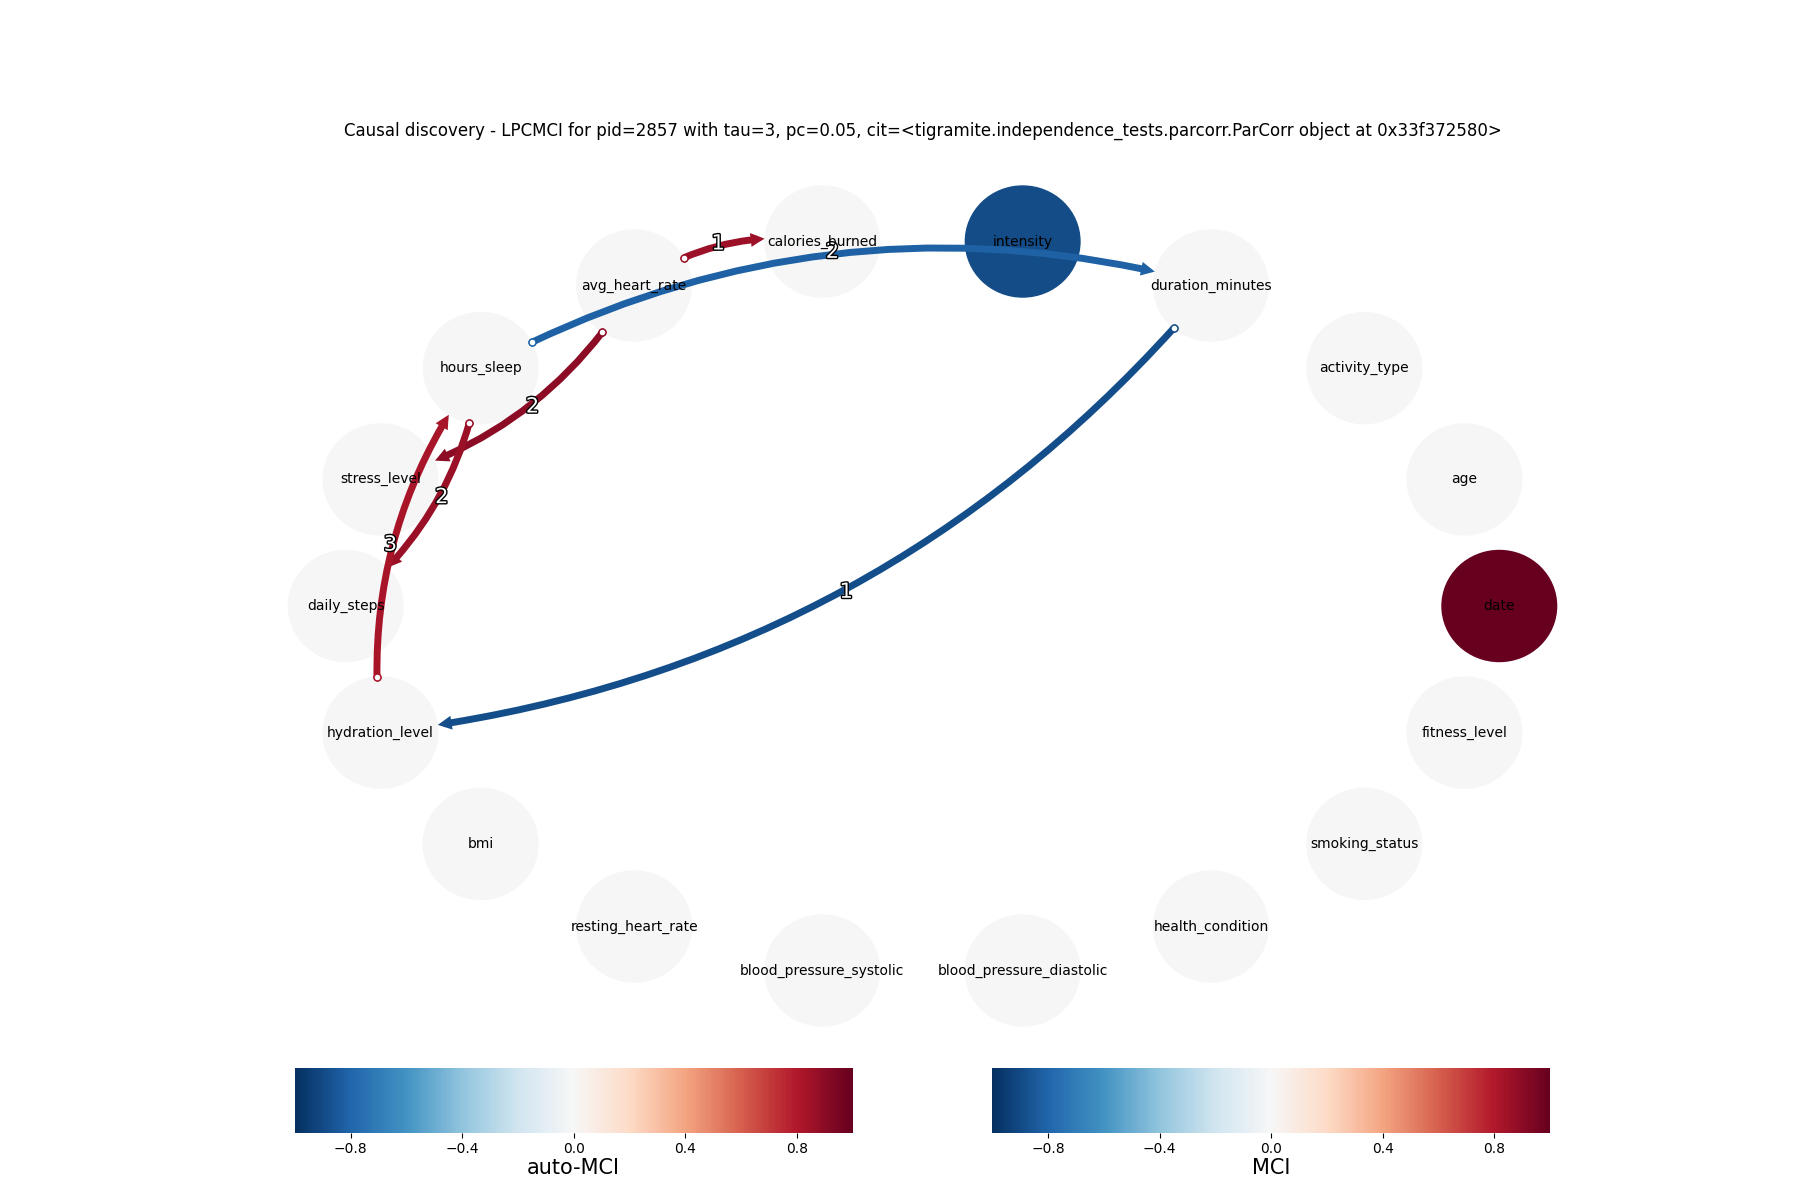 Causal discovery - LPCMCI for pid=2857 with tau=3, pc=0.05, cit=<tigramite.independence_tests.parcorr.ParCorr object at 0x33f372580>
1
calories_burned
intensity
2
avg_heart_rate
duration_minutes
hours_sleep
activity_type
2
stress_level
age
2
3
1
daily_steps
date
hydration_level
fitness_level
bmi
smoking_status
resting_heart_rate
health_condition
blood_pressure_systolic
blood_pressure_diastolic
−0.8 −0.4 0.0 0.4 0.8
auto-MCI
−0.8 −0.4 0.0 0.4 0.8
MCI